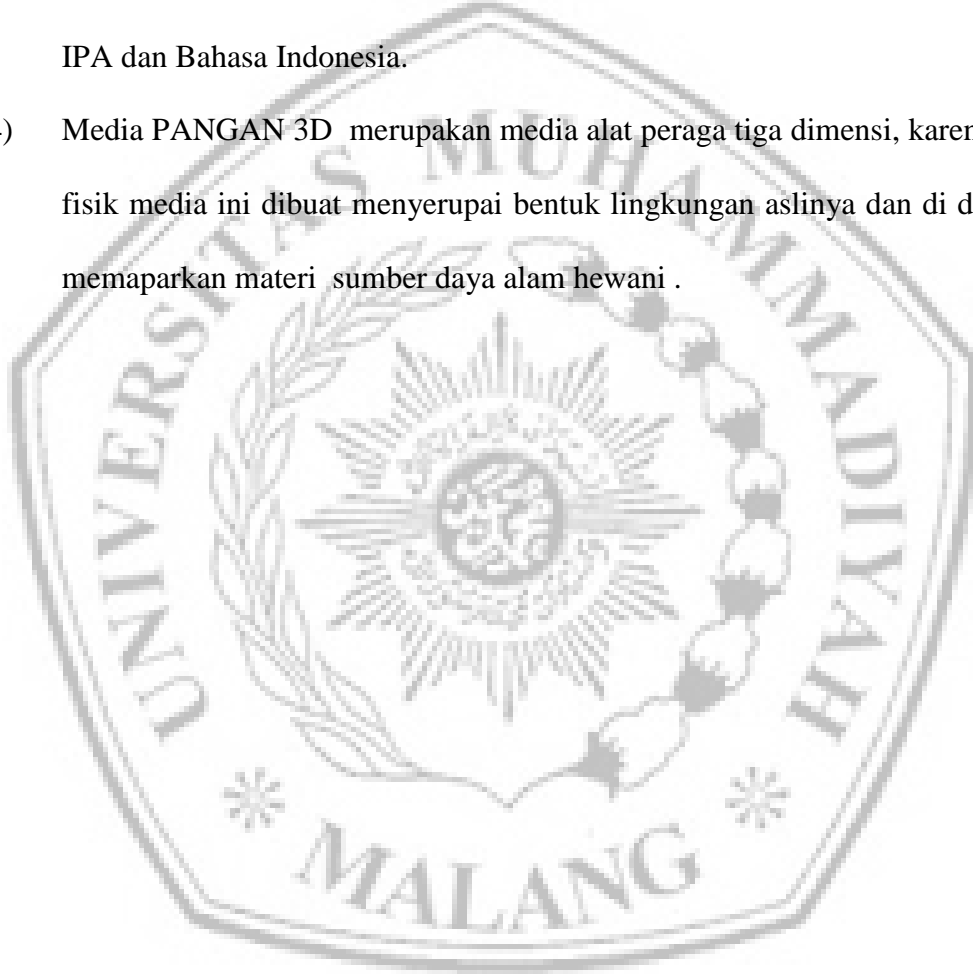 IPA dan Bahasa Indonesia.
) Media PANGAN 3D merupakan media alat peraga tiga dimensi, karen
fisik media ini dibuat menyerupai bentuk lingkungan aslinya dan di d
memaparkan materi sumber daya alam hewani .
UNIVERSITAS MUHAMMADIYAH
MALANG